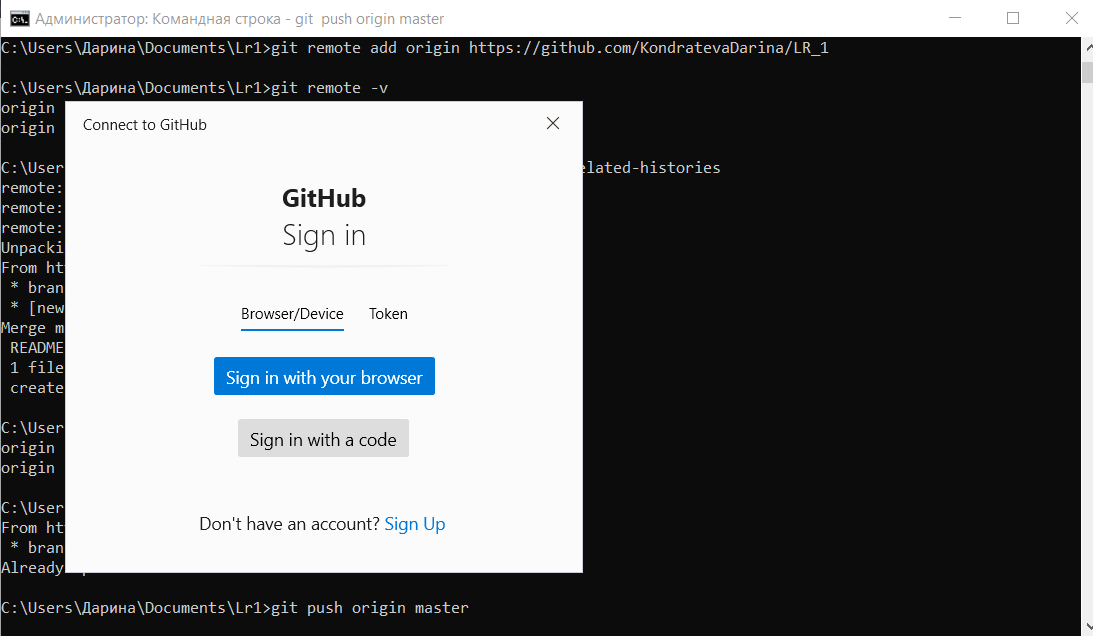 Администратор: Командная строка - git  push origin master
C:\Users\Дарина\Documents\Lr1>git remote add origin https://github.com/KondratevaDarina/LR_1
C:\Users\Дарина\Documents\Lr1>git remote -v
origin
origin
Connect to GitHub
C:\User
elated-histories
remote:
remote:
remote:
Unpacki
From ht
* bran
* [new
Merge m
README
1 file
create
C:\User
origin
origin
C:\User
From ht
* bran
Already
GitHub
Sign in
Browser/Device Token
Sign in with your browser
Sign in with a code
Don't have an account? Sign Up
C:\Users\Дарина\Documents\Lr1>git push origin master